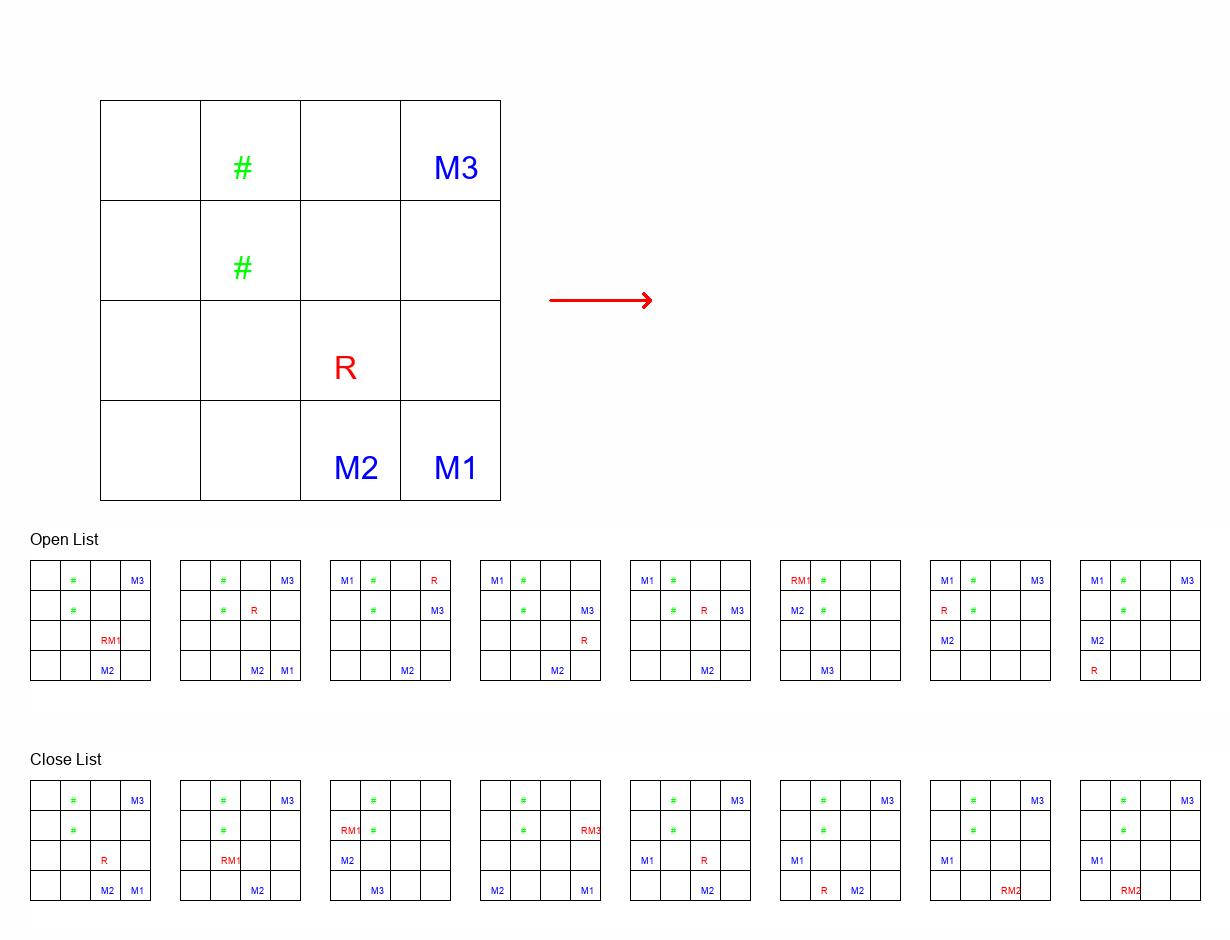 # M3
#
R
M2 M1
Open List
# M3 # M3 M1 # R M1 # M1 # RM1 # M1 # M3 M1 # M3
# # R # M3 # M3 # R M3 M2 # R # #
RM1 R M2 M2
M2 M2 M1 M2 M2 M2 M3 R
Close List
# M3 # M3 # # # M3 # M3 # M3 # M3
# # RM1 # # RM3 # # # #
R RM1 M2 M1 R M1 M1 M1
M2 M1 M2 M3 M2 M1 M2 R M2 RM2 RM2